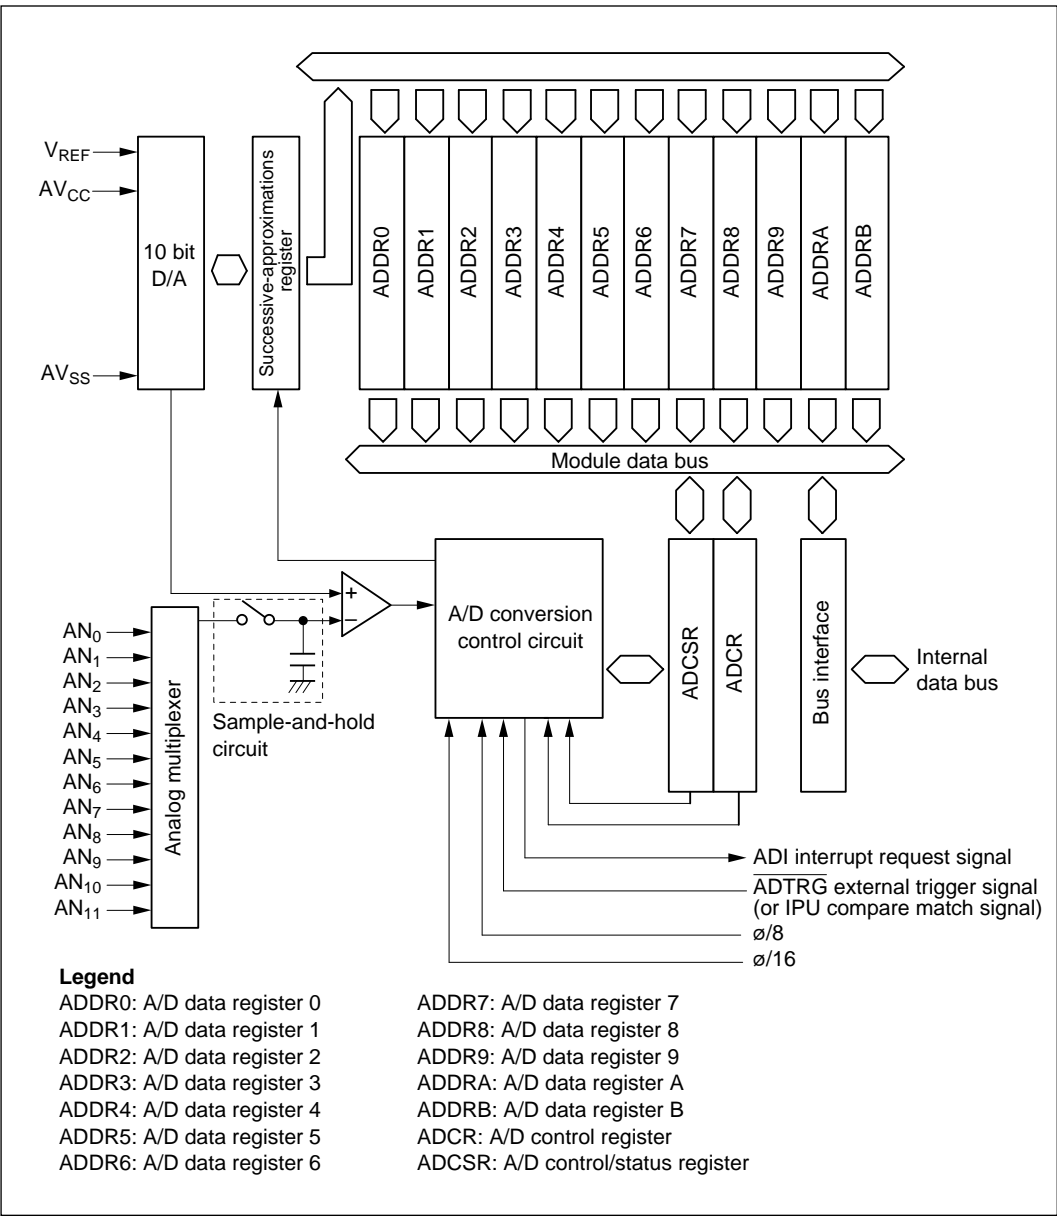 VREF
AVCC
AVSS
10 bit
D/A
Successive-approximations
register
ADDR0
ADDR1
ADDR2
ADDR3
ADDR4
ADDR5
ADDR6
ADDR7
ADDR8
ADDR9
ADDRA
ADDRB
Module data bus
+
−
A/D conversion
control circuit
ADCSR
ADCR
Bus interface
Internal
data bus
AN0
AN1
AN2
AN3
AN4
AN5
AN6
AN7
AN8
AN9
AN10
AN11
Analog multiplexer
Sample-and-hold
circuit
ADI interrupt request signal
ADTRG external trigger signal
(or IPU compare match signal)
ø/8
ø/16
Legend
ADDR0: A/D data register 0
ADDR1: A/D data register 1
ADDR2: A/D data register 2
ADDR3: A/D data register 3
ADDR4: A/D data register 4
ADDR5: A/D data register 5
ADDR6: A/D data register 6
ADDR7: A/D data register 7
ADDR8: A/D data register 8
ADDR9: A/D data register 9
ADDRA: A/D data register A
ADDRB: A/D data register B
ADCR: A/D control register
ADCSR: A/D control/status register